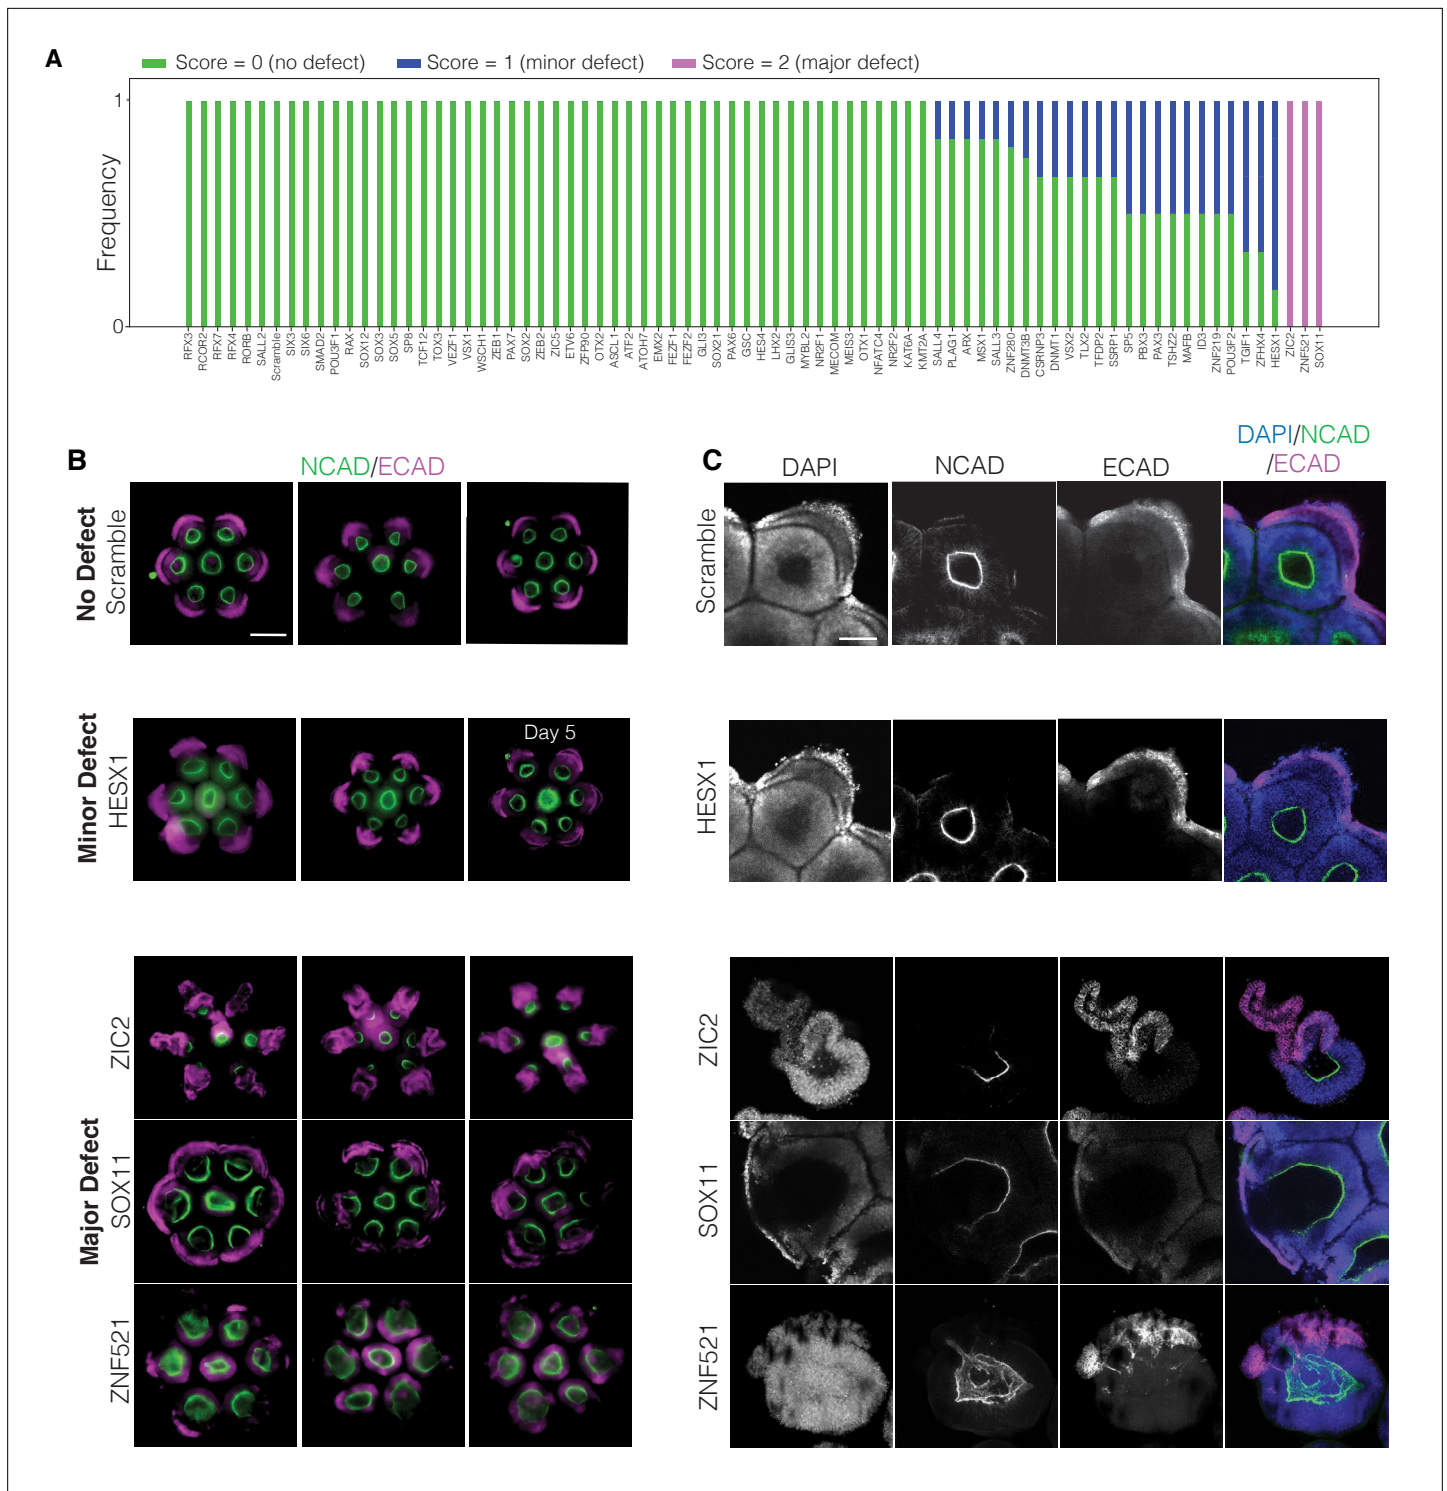 A
Score = 0 (no defect) Score = 1 (minor defect) Score = 2 (major defect)
1
Frequency
0
RFX3 RCOR2 RFX7 RFX4 RORB SALL2 Scramble SIX3 SIX6 SMAD2 POU3F1 RAX SOX12 SOX3 SOX5 SP8 TCF12 TOX3 VEZF1 VSX1 WSCH1 ZEB1 PAX7 SOX2 ZEB2 ZIC5 ETV6 ZFP90 OTX2 ASCL1 ATF2 ATOH7 EMX2 FEZF1 FEZF2 GLI3 SOX21 PAX6 GSC HES4 LHX2 GLIS3 MYBL2 NR2F1 MECOM MEIS3 OTX1 NFATC4 NR2F2 KAT6A KMT2A SALL4 PLAG1 ARX MSX1 SALL3 ZNF280 DNMT3B CSRNP3 DNMT1 VSX2 TLX2 TFDP2 SSRP1 SP5 PBX3 PAX3 TSHZ2 MAFB ID3 ZNF219 POU3F2 TGIF1 ZFHX4 HESX1 ZIC2 ZNF521 SOX11
B
NCAD/ECAD
No Defect
Scramble
Minor Defect
HESX1
Day 5
Major Defect
ZIC2
SOX11
ZNF521
C
DAPI NCAD ECAD
DAPI/NCAD
/ECAD
Scramble
HESX1
ZIC2
SOX11
ZNF521